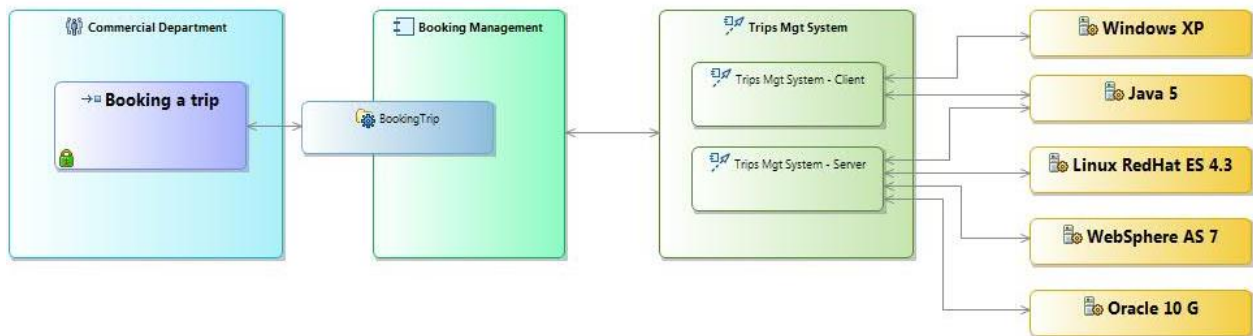 Commercial Department
Booking a trip
Booking Management
BookingTrip
Trips Mgt System
Trips Mgt System - Client
Trips Mgt System - Server
Windows XP
Java 5
Linux RedHat ES 4.3
WebSphere AS 7
Oracle 10 G